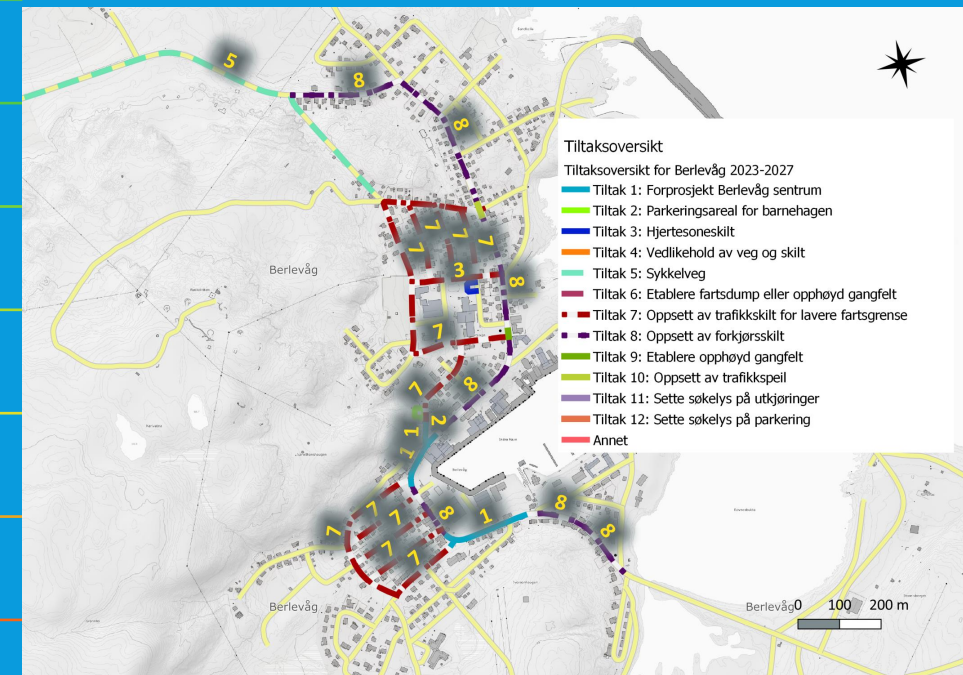 5
8
8
Tiltaksoversikt
Tiltaksoversikt for Berlevåg 2023-2027
Tiltak 1: Forprosjekt Berlevåg sentrum
Tiltak 2: Parkeringsareal for barnehagen
Tiltak 3: Hjertesoneskilt
Tiltak 4: Vedlikehold av veg og skilt
Tiltak 5: Sykkelveg
Tiltak 6: Etablere fartsdump eller opphøyd gangfelt
Tiltak 7: Oppsett av trafikkskilt for lavere fartsgrense
Tiltak 8: Oppsett av forkjørsskilt
Tiltak 9: Etablere opphøyd gangfelt
Tiltak 10: Oppsett av trafikkspeil
Tiltak 11: Sette søkelys på utkjøringer
Tiltak 12: Sette søkelys på parkering
Annet
7
7
7
7
Berlevåg
3
8
7
7
8
2
1
1
Berlevåg
7
7
7
7
7
8
1
8
8
Berlevåg
Berlevåg
0 100 200 m